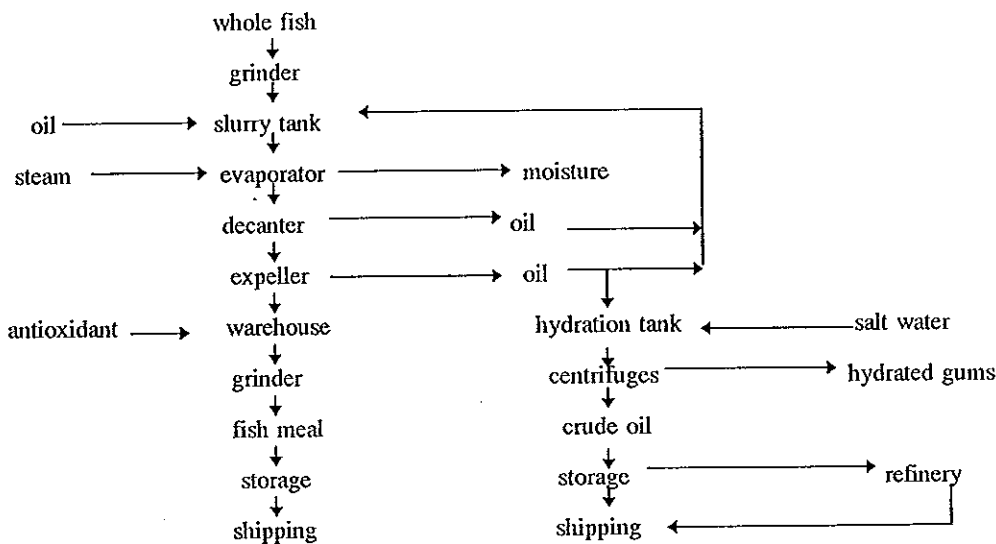 whole fish
grinder
oil slurry tank
steam evaporator moisture
decanter oil
expeller oil
antioxidant warehouse hydration tank salt water
grinder centrifuges hydrated gums
fish meal crude oil
storage storage refinery
shipping shipping